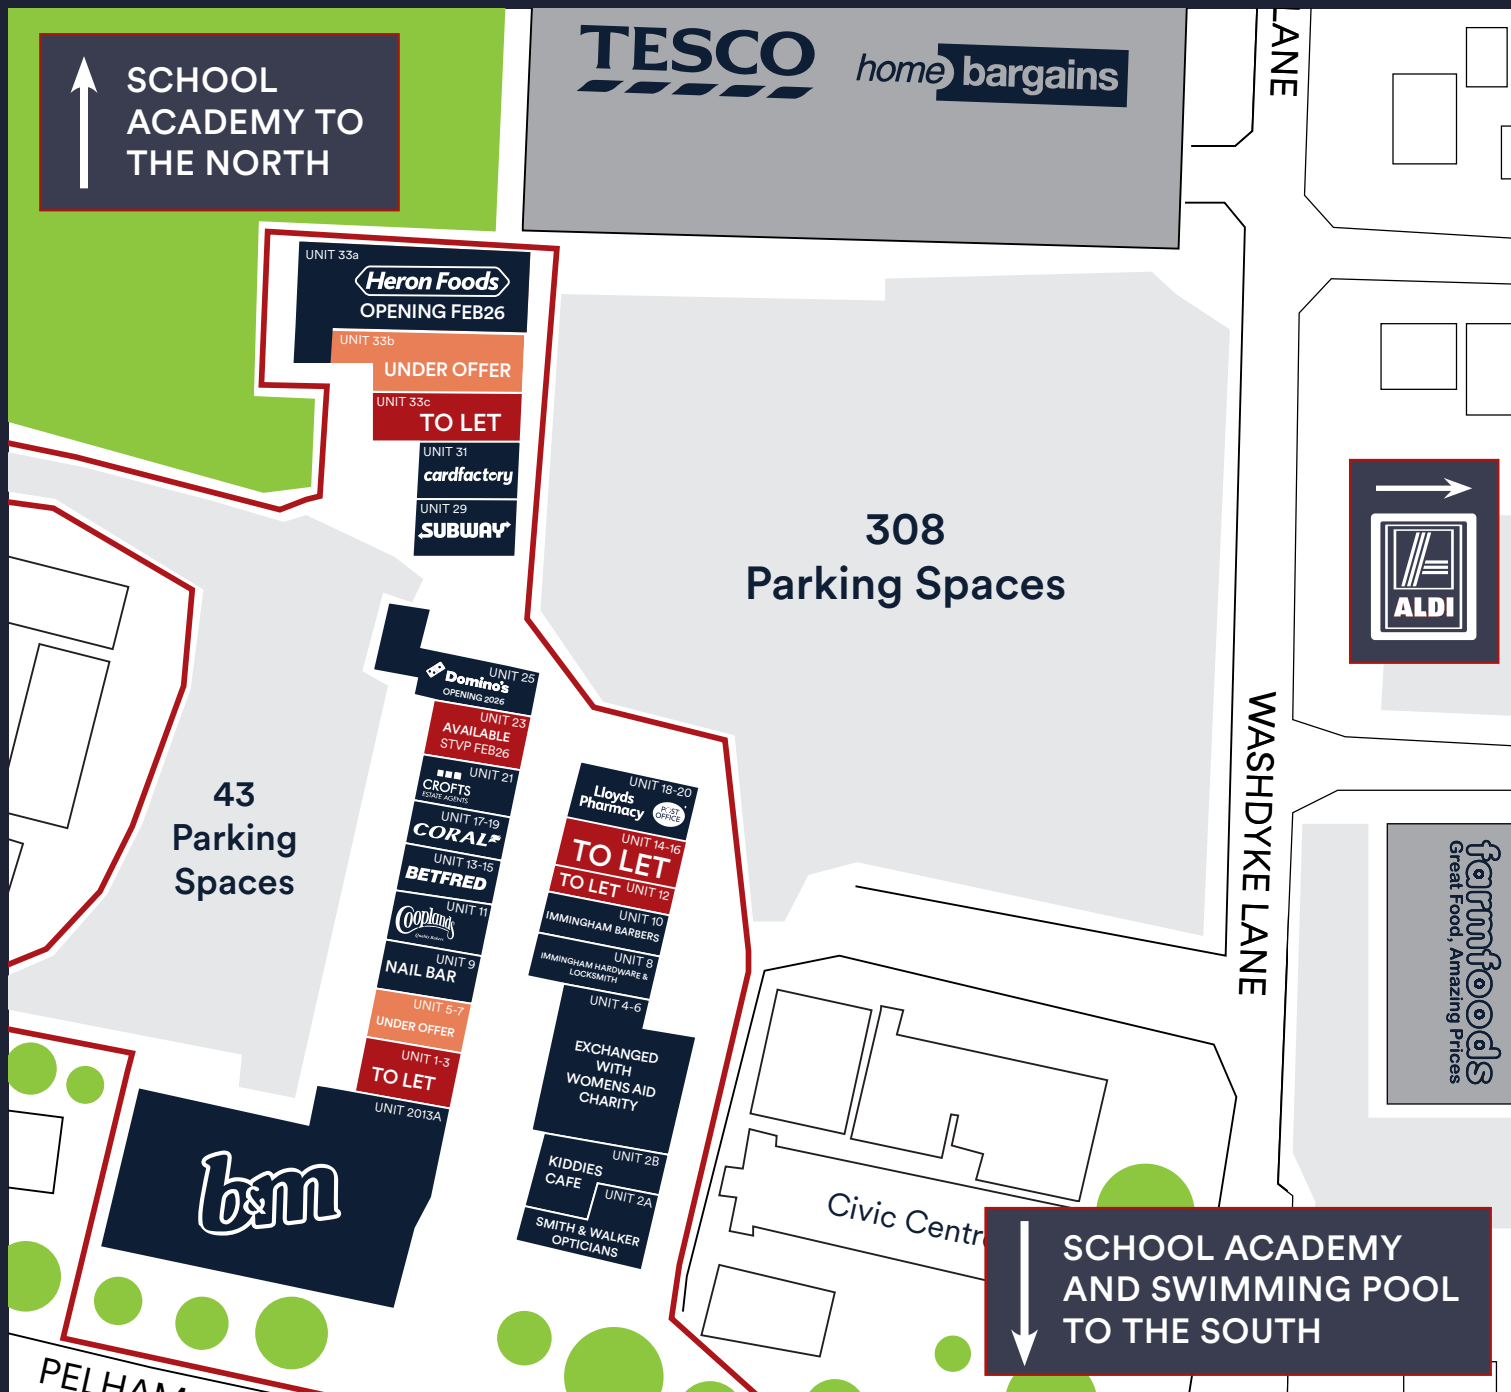 SCHOOL
ACADEMY TO
THE NORTH
TESCO
home bargains
LANE
UNIT 33a
Heron Foods
OPENING FEB26
UNIT 33b
UNDER OFFER
UNIT 33c
TO LET
UNIT 31
cardfactory
UNIT 29
SUBWAY
308
Parking Spaces
ALDI
WASHDYKE LANE
UNIT 25
Domino's
OPENING 2026
UNIT 23
AVAILABLE
STVP FEB26
UNIT 21
CROFTS
ESTATE AGENTS
UNIT 17-19
CORAL
UNIT 13-15
BETFRED
UNIT 11
Cooplands
Quality Bakers
UNIT 9
NAIL BAR
UNIT 5-7
UNDER OFFER
UNIT 1-3
TO LET
UNIT 2013A
b&m
43
Parking
Spaces
UNIT 18-20
Lloyds
Pharmacy
POST
OFFICE
UNIT 14-16
TO LET
TO LET UNIT 12
UNIT 10
IMMINGHAM BARBERS
UNIT 8
IMMINGHAM HARDWARE &
LOCKSMITH
UNIT 4-6
EXCHANGED
WITH
WOMENS AID
CHARITY
UNIT 2B
KIDDIES
CAFE
UNIT 2A
SMITH & WALKER
OPTICIANS
farmfoods
Great Food, Amazing Prices
Civic Centre
SCHOOL ACADEMY
AND SWIMMING POOL
TO THE SOUTH
PELHAM